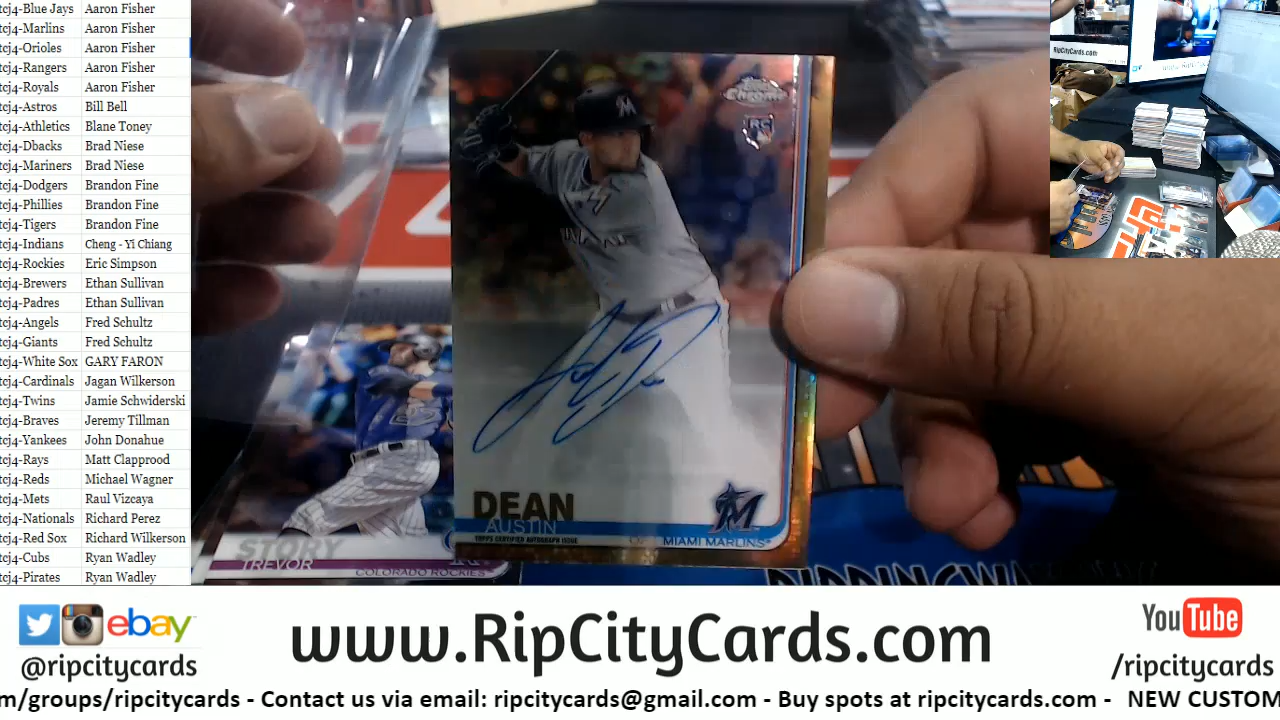 tcj4-Blue Jays Aaron Fisher
tcj4-Marlins Aaron Fisher
tcj4-Orioles Aaron Fisher
tcj4-Rangers Aaron Fisher
tcj4-Royals Aaron Fisher
tcj4-Astros Bill Bell
tcj4-Athletics Blane Toney
tcj4-Dbacks Brad Niese
tcj4-Mariners Brad Niese
tcj4-Dodgers Brandon Fine
tcj4-Phillies Brandon Fine
tcj4-Tigers Brandon Fine
tcj4-Indians Cheng - Yi Chiang
tcj4-Rockies Eric Simpson
tcj4-Brewers Ethan Sullivan
tcj4-Padres Ethan Sullivan
tcj4-Angels Fred Schultz
tcj4-Giants Fred Schultz
tcj4-White Sox GARY FARON
tcj4-Cardinals Jagan Wilkerson
tcj4-Twins Jamie Schwiderski
tcj4-Braves Jeremy Tillman
tcj4-Yankees John Donahue
tcj4-Rays Matt Clapprood
tcj4-Reds Michael Wagner
tcj4-Mets Raul Vizcaya
tcj4-Nationals Richard Perez
tcj4-Red Sox Richard Wilkerson
tcj4-Cubs Ryan Wadley
tcj4-Pirates Ryan Wadley
Topps
Chrome
RC
MIAMI
DEAN
AUSTIN
TOPPS CERTIFIED AUTOGRAPH ISSUE
OF
MIAMI MARLINS
M
STORY
TREVOR
COLORADO ROCKIES
RipCityCards.com
ebay
@ripcitycards
www.RipCityCards.com
YouTube
/ripcitycards
m/groups/ripcitycards - Contact us via email: ripcitycards@gmail.com - Buy spots at ripcitycards.com - NEW CUSTOM